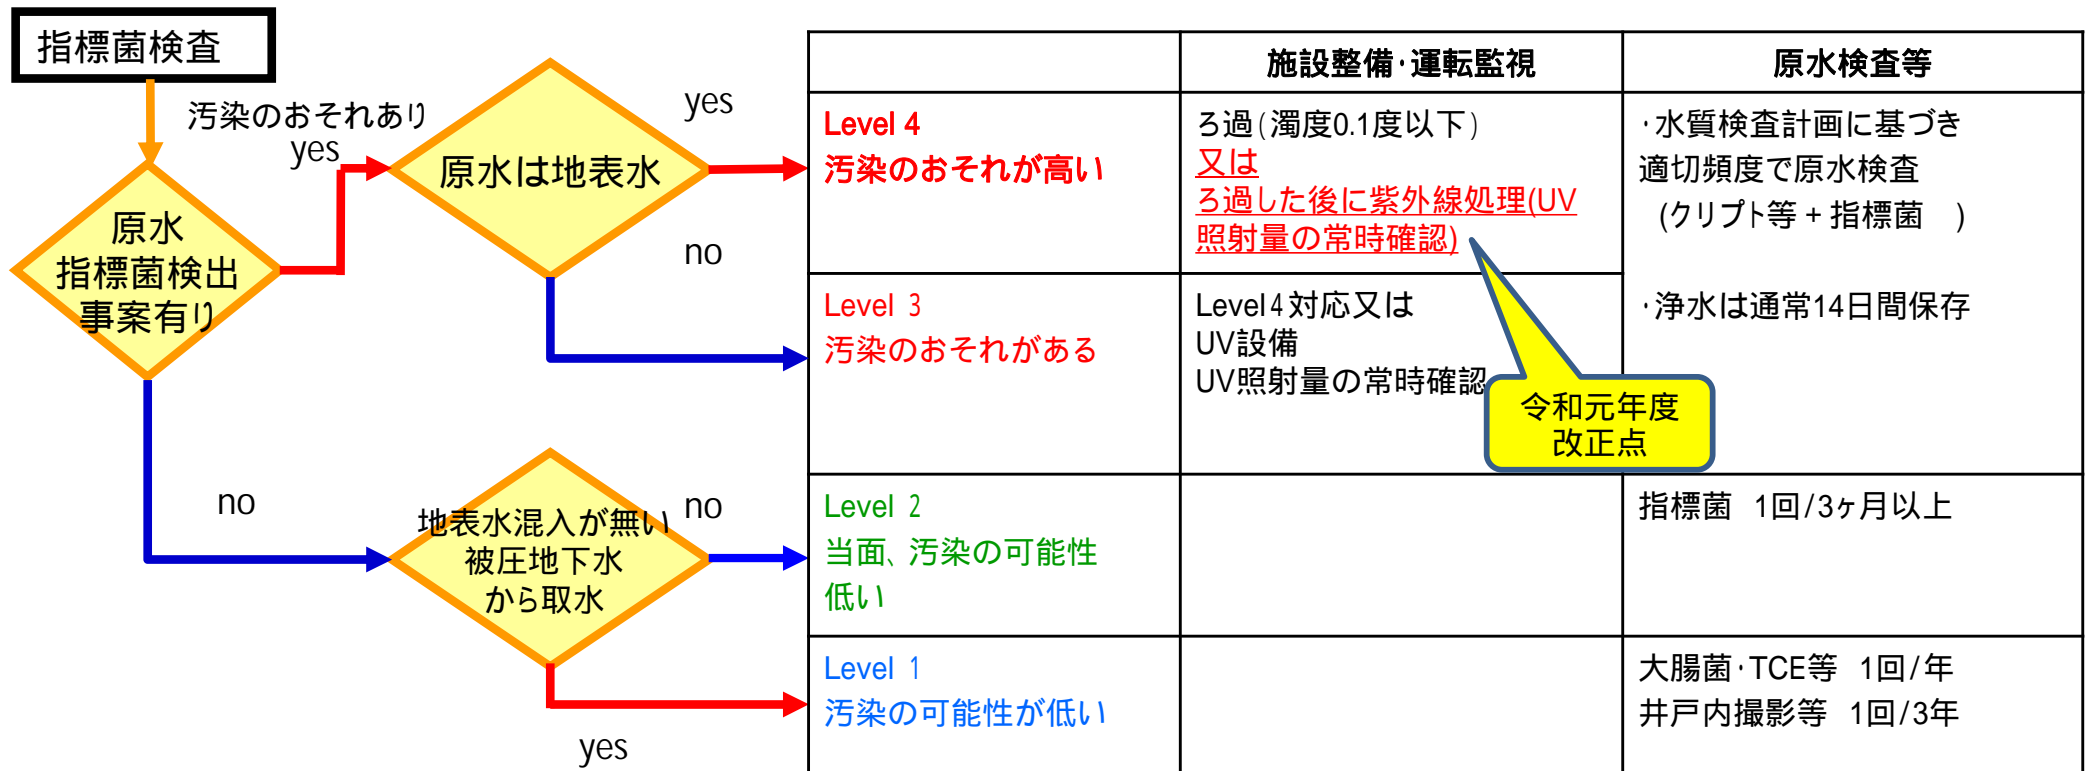 指標菌検査
汚染のおそれあり
yes
原水
指標菌検出
事案有り
原水は地表水
yes
no
no
地表水混入が無い
被圧地下水
から取水
no
yes
施設整備・運転監視
原水検査等
Level 4
汚染のおそれが高い
ろ過(濁度0.1度以下)
又は
ろ過した後に紫外線処理(UV
照射量の常時確認)
・水質検査計画に基づき
適切頻度で原水検査
(クリプト等+指標菌　)
・浄水は通常14日間保存
Level 3
汚染のおそれがある
Level4対応又は
UV設備
UV照射量の常時確認
令和元年度
改正点
Level 2
当面、汚染の可能性
低い
指標菌 1回/3ヶ月以上
Level 1
汚染の可能性が低い
大腸菌・TCE等 1回/年
井戸内撮影等 1回/3年